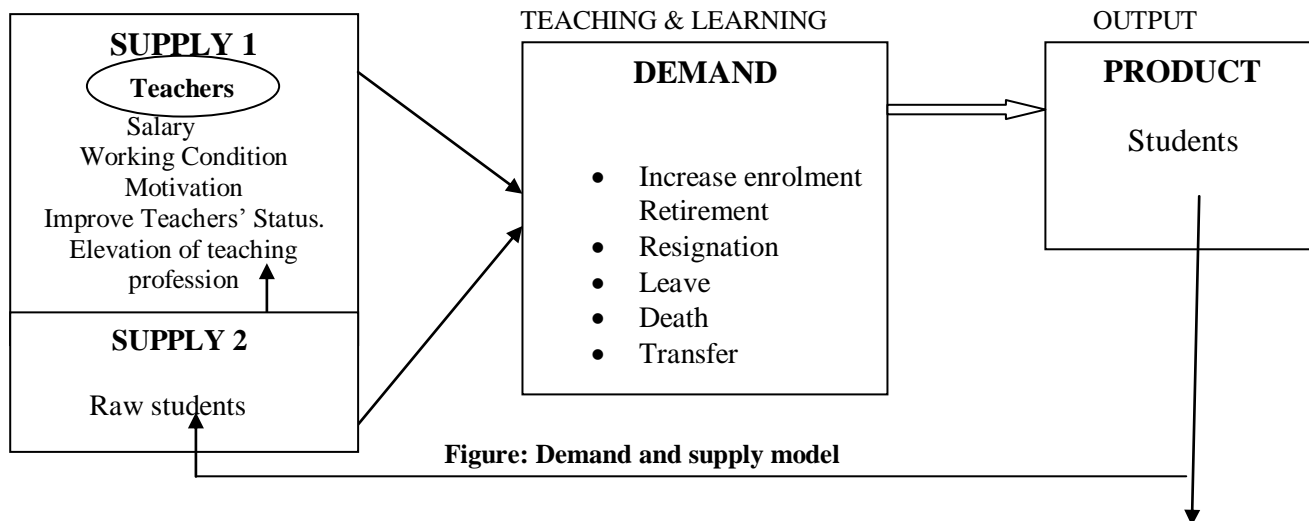 TEACHING & LEARNING
OUTPUT
SUPPLY 1
Teachers
Salary
Working Condition
Motivation
Improve Teachers’ Status.
Elevation of teaching
profession
SUPPLY 2
Raw students
DEMAND
• Increase enrolment
Retirement
• Resignation
• Leave
• Death
• Transfer
PRODUCT
Students
Figure: Demand and supply model